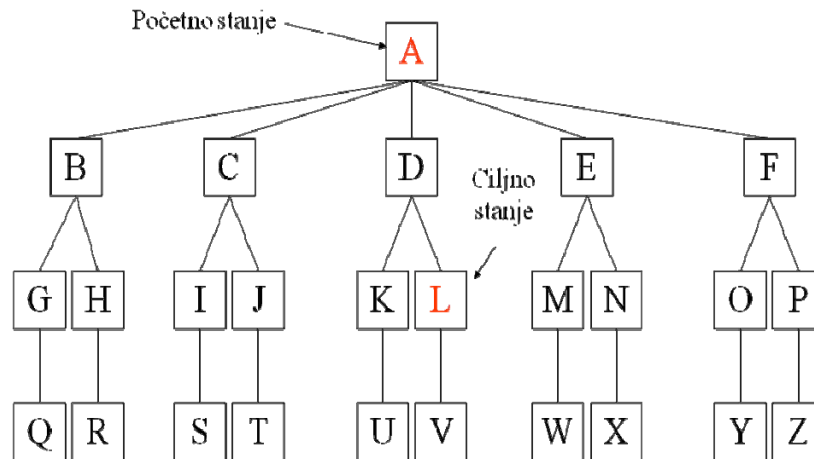 Početno stanje
A
B C D E F
Ciljno
stanje
G H I J K L M N O P
Q R S T U V W X Y Z